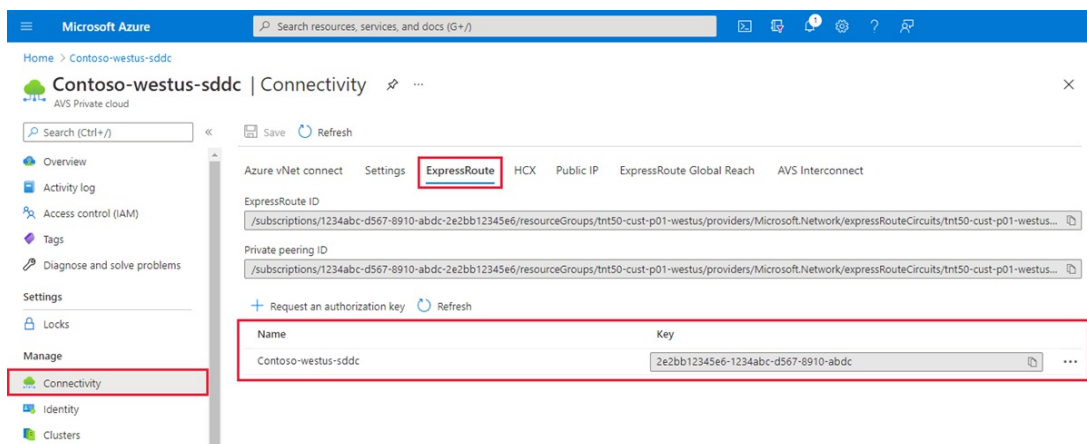 Microsoft Azure
Search resources, services, and docs (G+/)
1
Home > Contoso-westus-sddc
Contoso-westus-sddc | Connectivity
AVS Private cloud
Search (Ctrl+/)
Save Refresh
Overview
Activity log
Access control (IAM)
Tags
Diagnose and solve problems
Settings
Locks
Manage
Connectivity
Identity
Clusters
Azure vNet connect Settings ExpressRoute HCX Public IP ExpressRoute Global Reach AVS Interconnect
ExpressRoute ID
/subscriptions/1234abc-d567-8910-abdc-2e2bb12345e6/resourceGroups/tnt50-cust-p01-westus/providers/Microsoft.Network/expressRouteCircuits/tnt50-cust-p01-westus...
Private peering ID
/subscriptions/1234abc-d567-8910-abdc-2e2bb12345e6/resourceGroups/tnt50-cust-p01-westus/providers/Microsoft.Network/expressRouteCircuits/tnt50-cust-p01-westus...
Request an authorization key Refresh
Name Key
Contoso-westus-sddc 2e2bb12345e6-1234abc-d567-8910-abdc